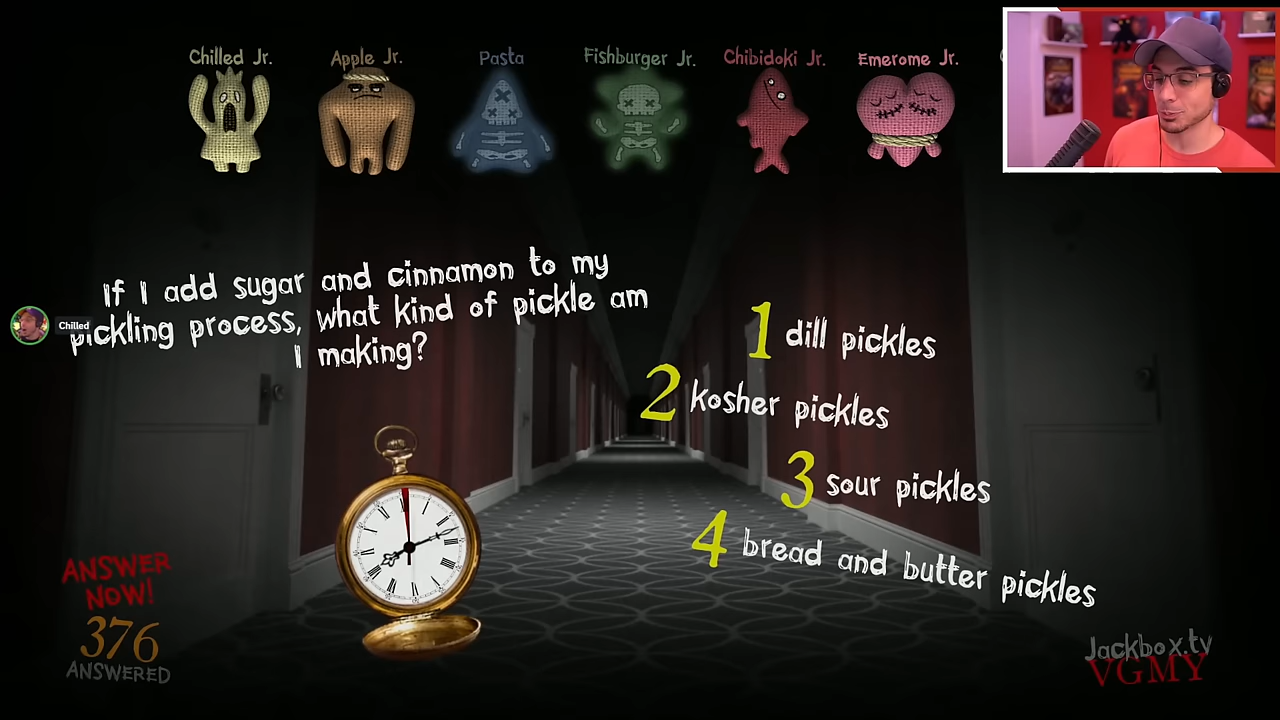 Chilled Jr.
Apple Jr.
Pasta
Fishburger Jr.
Chibidoki Jr.
Emerome Jr.
If I add sugar and cinnamon to my
pickling process, what kind of pickle am
I making?
Chilled
1 dill pickles
2 kosher pickles
3 sour pickles
4 bread and butter pickles
ANSWER
NOW!
376
ANSWERED
Jackbox.tv
VGMY